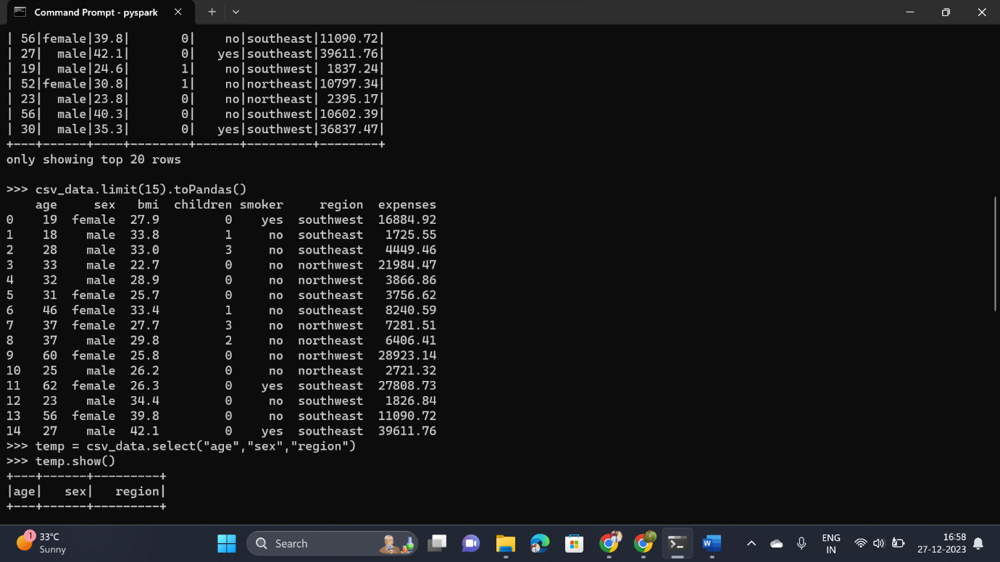 Command Prompt - pyspark
| 56|female|39.8|       0|    no|southeast|11090.72|
| 27|  male|42.1|       0|   yes|southeast|39611.76|
| 19|  male|24.6|       1|    no|southwest| 1837.24|
| 52|female|30.8|       1|    no|northeast|10797.34|
| 23|  male|23.8|       0|    no|northeast| 2395.17|
| 56|  male|40.3|       0|    no|southwest|10602.39|
| 30|  male|35.3|       0|   yes|southwest|36837.47|
+---+------+----+--------+------+---------+--------+
only showing top 20 rows
>>> csv_data.limit(15).toPandas()
    age     sex   bmi  children smoker     region  expenses
0    19  female  27.9         0    yes  southwest  16884.92
1    18    male  33.8         1     no  southeast   1725.55
2    28    male  33.0         3     no  southeast   4449.46
3    33    male  22.7         0     no  northwest  21984.47
4    32    male  28.9         0     no  northwest   3866.86
5    31  female  25.7         0     no  southeast   3756.62
6    46  female  33.4         1     no  southeast   8240.59
7    37  female  27.7         3     no  northwest   7281.51
8    37    male  29.8         2     no  northeast   6406.41
9    60  female  25.8         0     no  northwest  28923.14
10   25    male  26.2         0     no  northeast   2721.32
11   62  female  26.3         0    yes  southeast  27808.73
12   23    male  34.4         0     no  southwest   1826.84
13   56  female  39.8         0     no  southeast  11090.72
14   27    male  42.1         0    yes  southeast  39611.76
>>> temp = csv_data.select("age","sex","region")
>>> temp.show()
+---+------+---------+
|age|   sex|   region|
+---+------+---------+
1
33°C
Sunny
Search
ENG
IN
16:58
27-12-2023